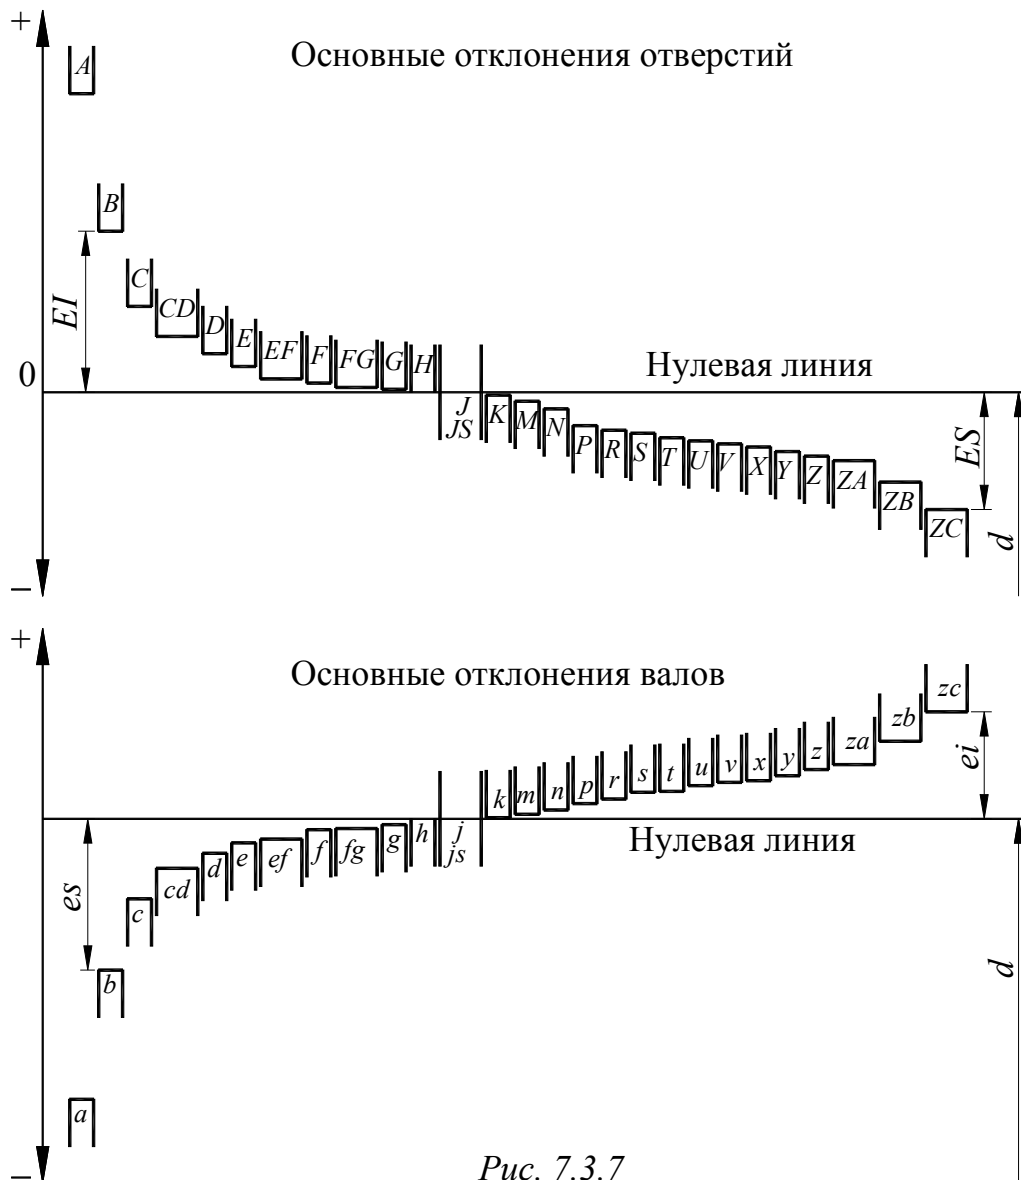 +
Основные отклонения отверстий
A
B
C
CD
D
E
EF
F
FG
G
H
EI
0
Нулевая линия
J
JS
K
M
N
P
R
S
T
U
V
X
Y
Z
ZA
ZB
ZC
ES
d
–
+
Основные отклонения валов
zc
zb
za
z
y
x
v
u
t
s
r
p
n
m
k
ei
j
js
h
g
fg
f
ef
e
d
cd
c
b
a
es
Нулевая линия
d
–
Рис. 7.3.7